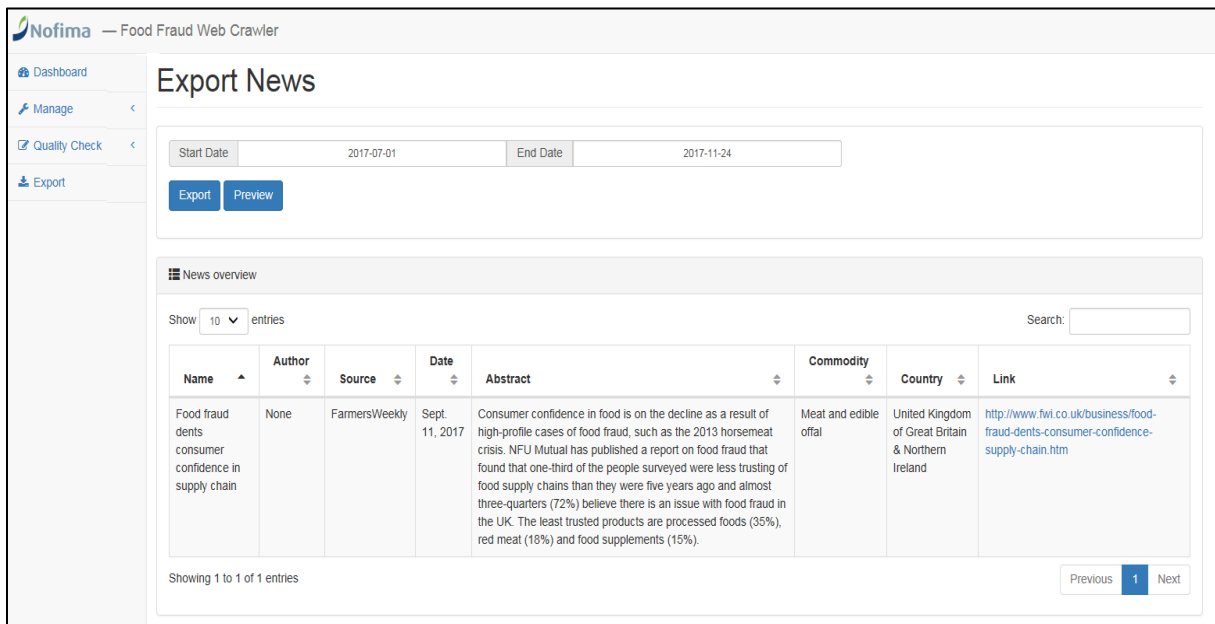 Nofima — Food Fraud Web Crawler
Dashboard
Manage
Quality Check
Export
Export News
Start Date 2017-07-01 End Date 2017-11-24
Export Preview
News overview
Show 10 entries Search:
Name Author Source Date Abstract Commodity Country Link
Food fraud
dents
consumer
confidence in
supply chain
None
FarmersWeekly
Sept.
11, 2017
Consumer confidence in food is on the decline as a result of
high-profile cases of food fraud, such as the 2013 horsemeat
crisis. NFU Mutual has published a report on food fraud that
found that one-third of the people surveyed were less trusting of
food supply chains than they were five years ago and almost
three-quarters (72%) believe there is an issue with food fraud in
the UK. The least trusted products are processed foods (35%),
red meat (18%) and food supplements (15%).
Meat and edible
offal
United Kingdom
of Great Britain
& Northern
Ireland
http://www.fwi.co.uk/business/food-
fraud-dents-consumer-confidence-
supply-chain.htm
Showing 1 to 1 of 1 entries
Previous 1 Next